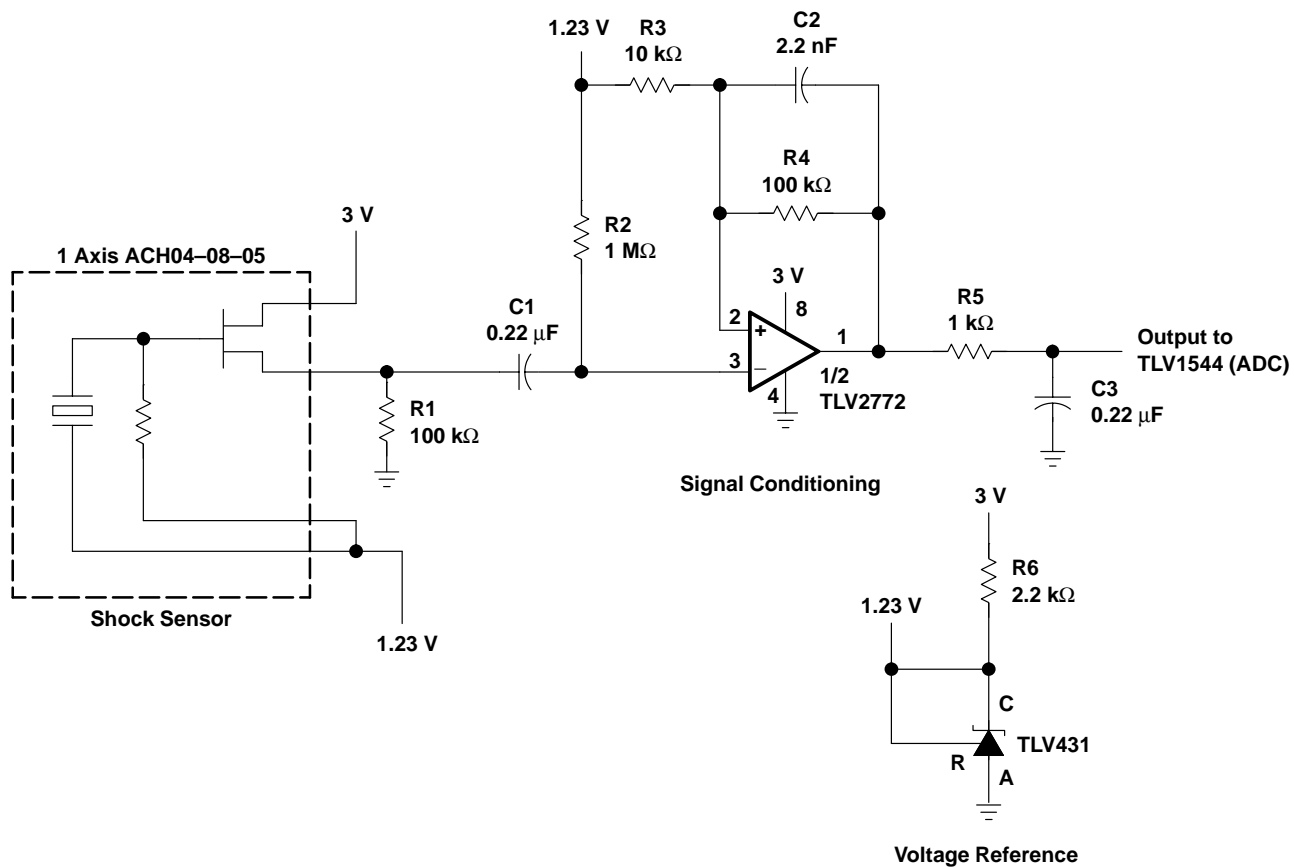 1.23 V
R3
10 kΩ
C2
2.2 nF
R4
100 kΩ
3 V
R2
1 MΩ
1 Axis ACH04–08–05
C1
0.22 μF
3 V
8
2
+
1
3
–
4
1/2
TLV2772
R5
1 kΩ
Output to
TLV1544 (ADC)
C3
0.22 μF
R1
100 kΩ
Signal Conditioning
Shock Sensor
1.23 V
3 V
R6
2.2 kΩ
1.23 V
C
TLV431
R
A
Voltage Reference